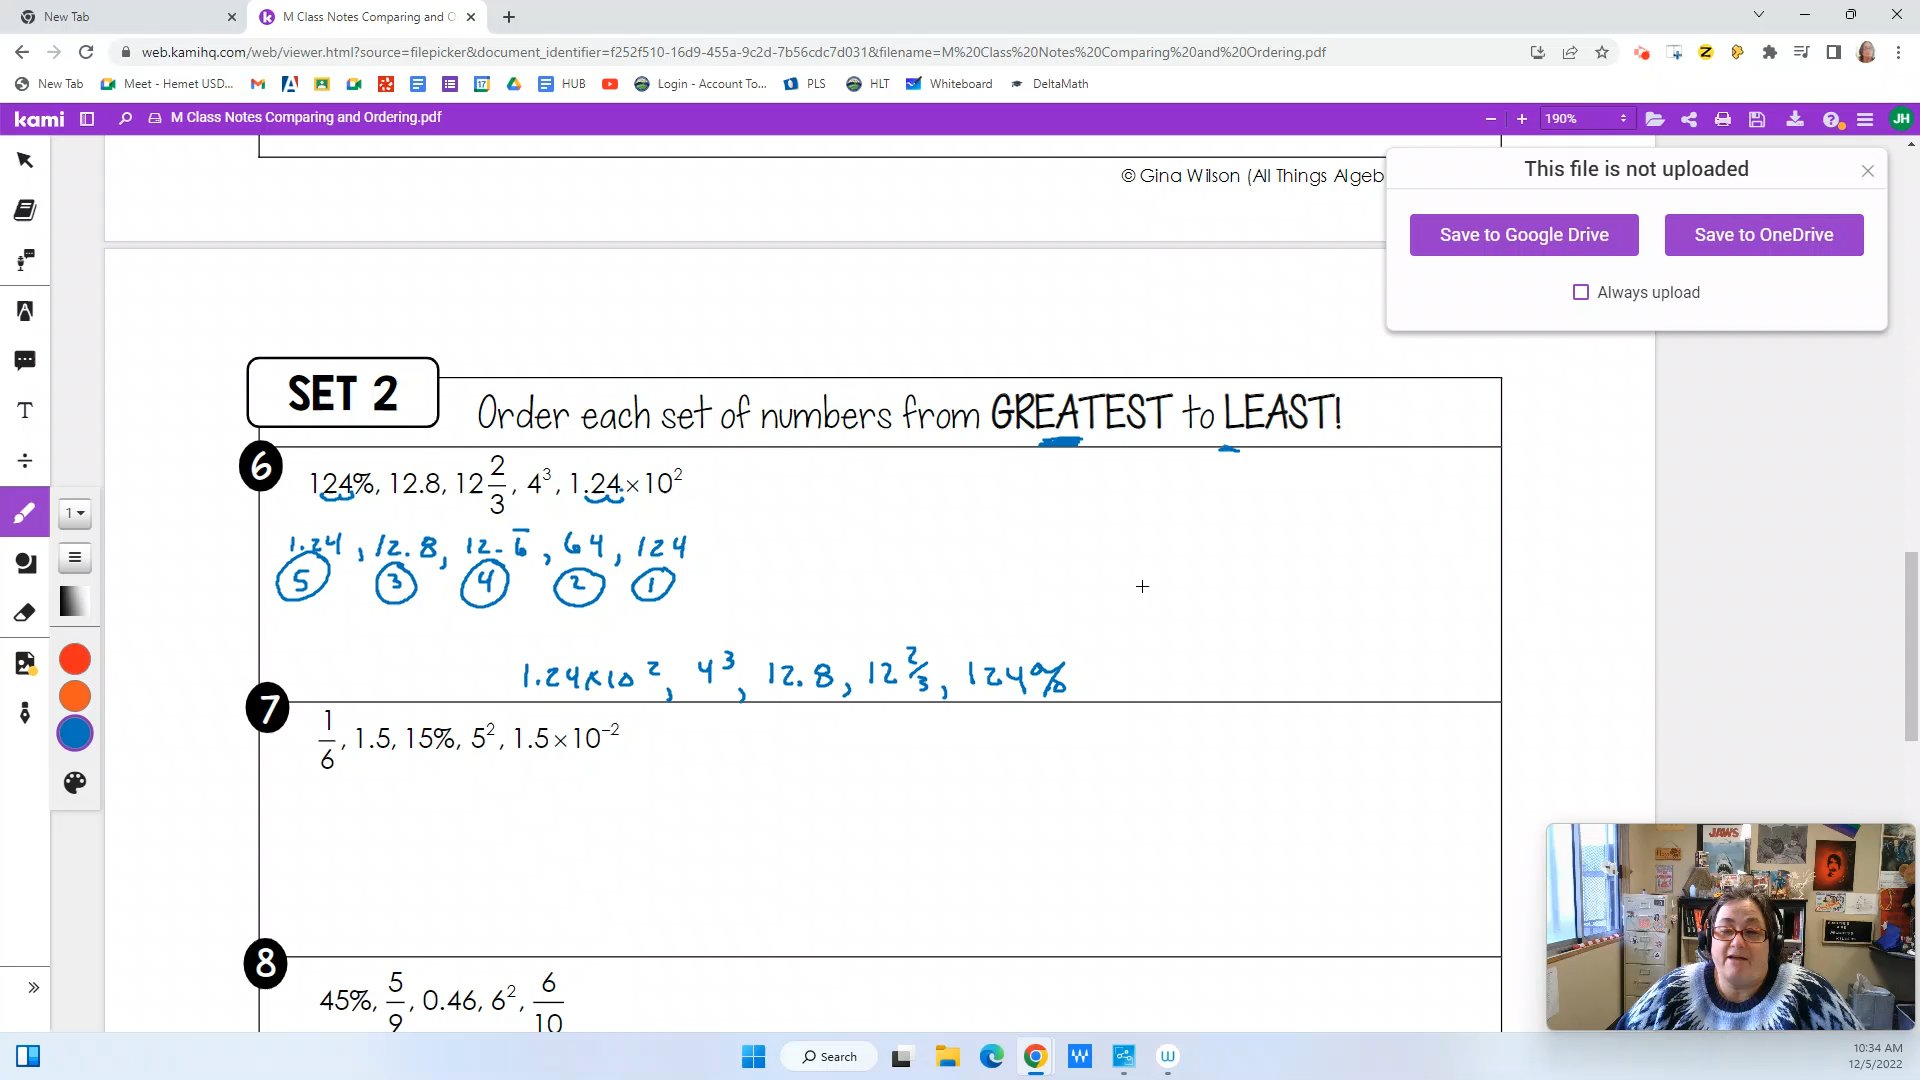 New Tab
M Class Notes Comparing and O
web.kamihq.com/web/viewer.html?source=filepicker&document_identifier=f252f510-16d9-455a-9c2d-7b56cdc7d031&filename=M%20Class%20Notes%20Comparing%20and%20Ordering.pdf
New Tab Meet - Hemet USD... HUB Login - Account To... PLS HLT Whiteboard DeltaMath
kami M Class Notes Comparing and Ordering.pdf 190% JH
This file is not uploaded
© Gina Wilson (All Things Algeb
Save to Google Drive Save to OneDrive
Always upload
SET 2
Order each set of numbers from GREATEST to LEAST!
6
124%, 12.8, 12 2/3, 4³, 1.24×10²
1.24, 12.8, 12.6̅, 64, 124
5 3 4 2 1
1.24×10², 4³, 12.8, 12 2/3, 124%
7
1/6, 1.5, 15%, 5², 1.5×10⁻²
8
45%, 5/9, 0.46, 6², 6/10
1
JAWS
Search
10:34 AM
12/5/2022